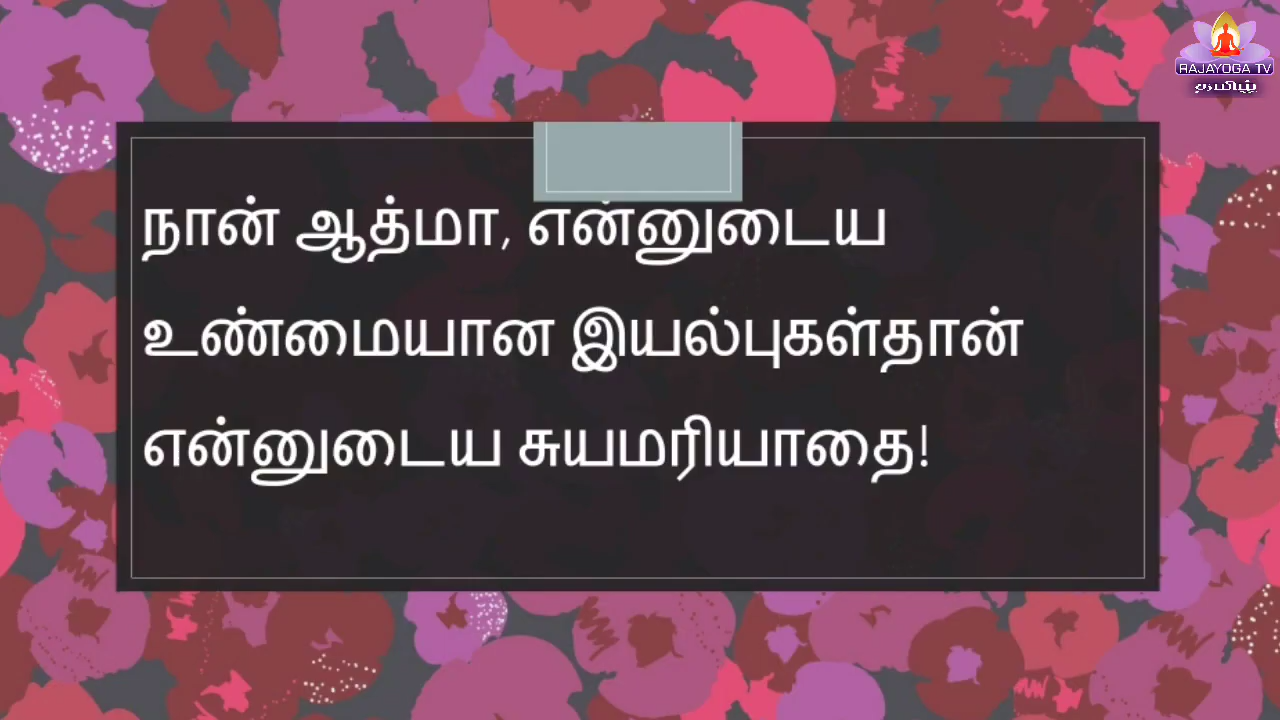 RAJAYOGA TV
தமிழ்
நான் ஆத்மா, என்னுடைய
உண்மையான இயல்புகள்தான்
என்னுடைய சுயமரியாதை!